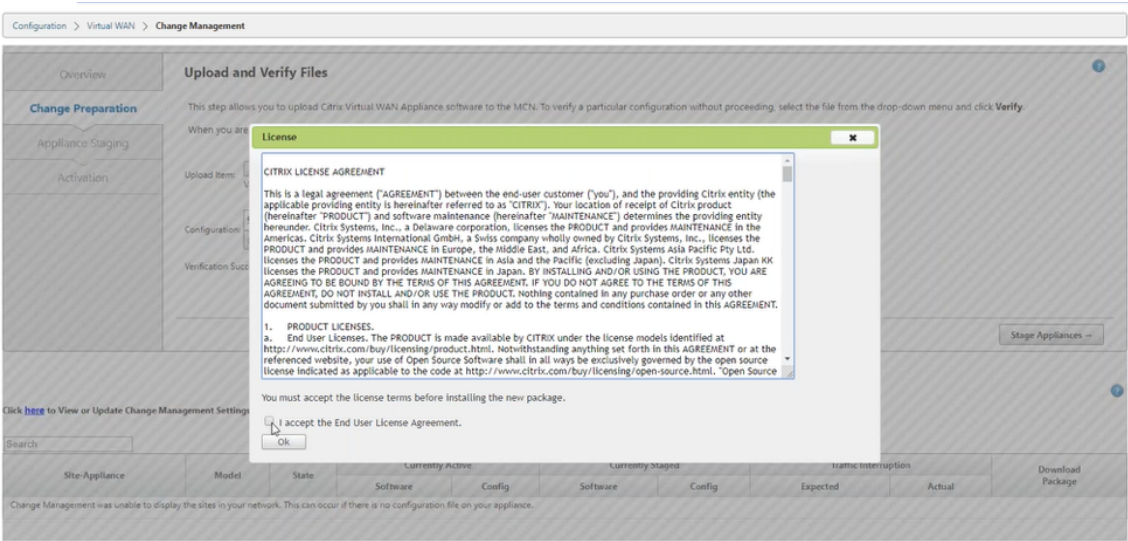 Configuration > Virtual WAN > Change Management
Overview
Change Preparation
Appliance Staging
Activation
Upload and Verify Files
This step allows you to upload Citrix Virtual WAN Appliance software to the MCN. To verify a particular configuration without proceeding, select the file from the drop-down menu and click Verify.
When you are
Upload Item:
Configuration:
Verification Succ
License
CITRIX LICENSE AGREEMENT
This is a legal agreement ("AGREEMENT") between the end-user customer ("you"), and the providing Citrix entity (the
applicable providing entity is hereinafter referred to as "CITRIX"). Your location of receipt of Citrix product
(hereinafter "PRODUCT") and software maintenance (hereinafter "MAINTENANCE") determines the providing entity
hereunder. Citrix Systems, Inc., a Delaware corporation, licenses the PRODUCT and provides MAINTENANCE in the
Americas. Citrix Systems International GmbH, a Swiss company wholly owned by Citrix Systems, Inc., licenses the
PRODUCT and provides MAINTENANCE in Europe, the Middle East, and Africa. Citrix Systems Asia Pacific Pty Ltd.
licenses the PRODUCT and provides MAINTENANCE in Asia and the Pacific (excluding Japan). Citrix Systems Japan KK
licenses the PRODUCT and provides MAINTENANCE in Japan. BY INSTALLING AND/OR USING THE PRODUCT, YOU ARE
AGREEING TO BE BOUND BY THE TERMS OF THIS AGREEMENT. IF YOU DO NOT AGREE TO THE TERMS OF THIS
AGREEMENT, DO NOT INSTALL AND/OR USE THE PRODUCT. Nothing contained in any purchase order or any other
document submitted by you shall in any way modify or add to the terms and conditions contained in this AGREEMENT.
1. PRODUCT LICENSES.
a. End User Licenses. The PRODUCT is made available by CITRIX under the license models identified at
http://www.citrix.com/buy/licensing/product.html. Notwithstanding anything set forth in this AGREEMENT or at the
referenced website, your use of Open Source Software shall in all ways be exclusively governed by the open source
license indicated as applicable to the code at http://www.citrix.com/buy/licensing/open-source.html. "Open Source
You must accept the license terms before installing the new package.
I accept the End User License Agreement.
Ok
Stage Appliances →
Click here to View or Update Change Management Settings
Search
Site-Appliance Model State Currently Active Currently Staged Traffic Interruption Download Package
Software Config Software Config Expected Actual
Change Management was unable to display the sites in your network. This can occur if there is no configuration file on your appliance.